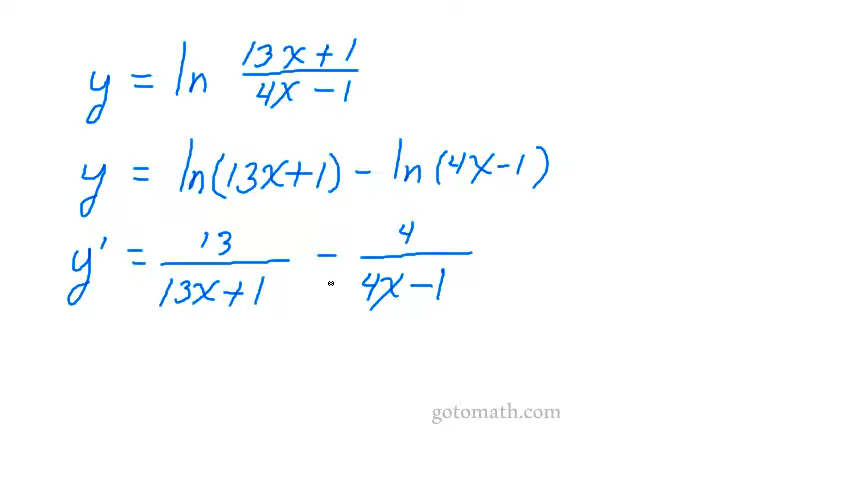 y = ln (13x+1)/(4x-1)
y = ln(13x+1) - ln(4x-1)
y' = 13/(13x+1) - 4/(4x-1)
gotomath.com